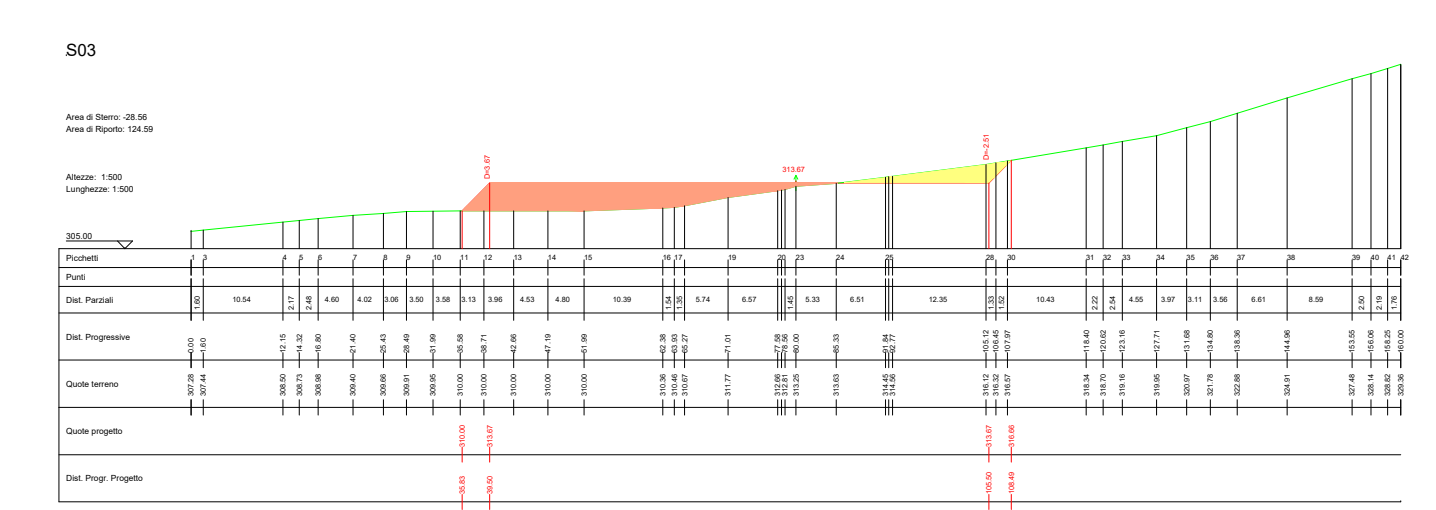 S03
Area di Sterro: -28.56
Area di Riporto: 124.59
Altezze: 1:500
Lunghezze: 1:500
305.00
D=3.67
313.67
D=-2.51
Picchetti 1 3 4 5 6 7 8 9 10 11 12 13 14 15 16 17 19 20 23 24 25 28 30 31 32 33 34 35 36 37 38 39 40 41 42
Punti
Dist. Parziali 1.60 10.54 2.17 2.48 4.60 4.02 3.06 3.50 3.58 3.13 3.96 4.53 4.80 10.39 1.54 1.35 5.74 6.57 1.45 5.33 6.51 12.35 1.33 1.52 10.43 2.22 2.54 4.55 3.97 3.11 3.56 6.61 8.59 2.50 2.19 1.76
Dist. Progressive 0.00 1.60 12.15 14.32 16.80 21.40 25.43 28.49 31.99 35.58 38.71 42.66 47.19 51.99 62.38 63.93 65.27 71.01 77.58 78.56 80.00 85.33 91.84 92.77 105.12 106.45 107.97 118.40 120.62 123.16 127.71 131.68 134.80 138.36 144.96 153.55 156.06 158.25 160.00
Quote terreno 307.28 307.44 308.50 308.73 308.98 309.40 309.66 309.91 309.95 310.00 310.00 310.00 310.00 310.00 310.36 310.46 310.67 311.77 312.66 312.81 313.25 313.63 314.45 314.56 316.12 316.32 316.57 318.34 318.70 319.16 319.95 320.97 321.78 322.88 324.91 327.48 328.14 328.82 329.36
Quote progetto 310.00 313.67 313.67 316.66
Dist. Progr. Progetto 35.83 39.50 105.50 108.49